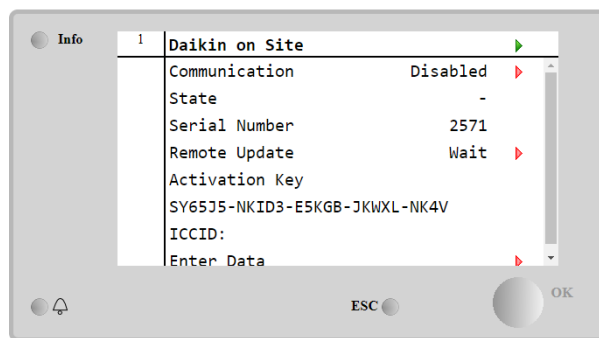 Info
1 Daikin on Site
Communication Disabled
State -
Serial Number 2571
Remote Update Wait
Activation Key
SY65J5-NKID3-E5KGB-JKWXL-NK4V
ICCID:
Enter Data
ESC
OK